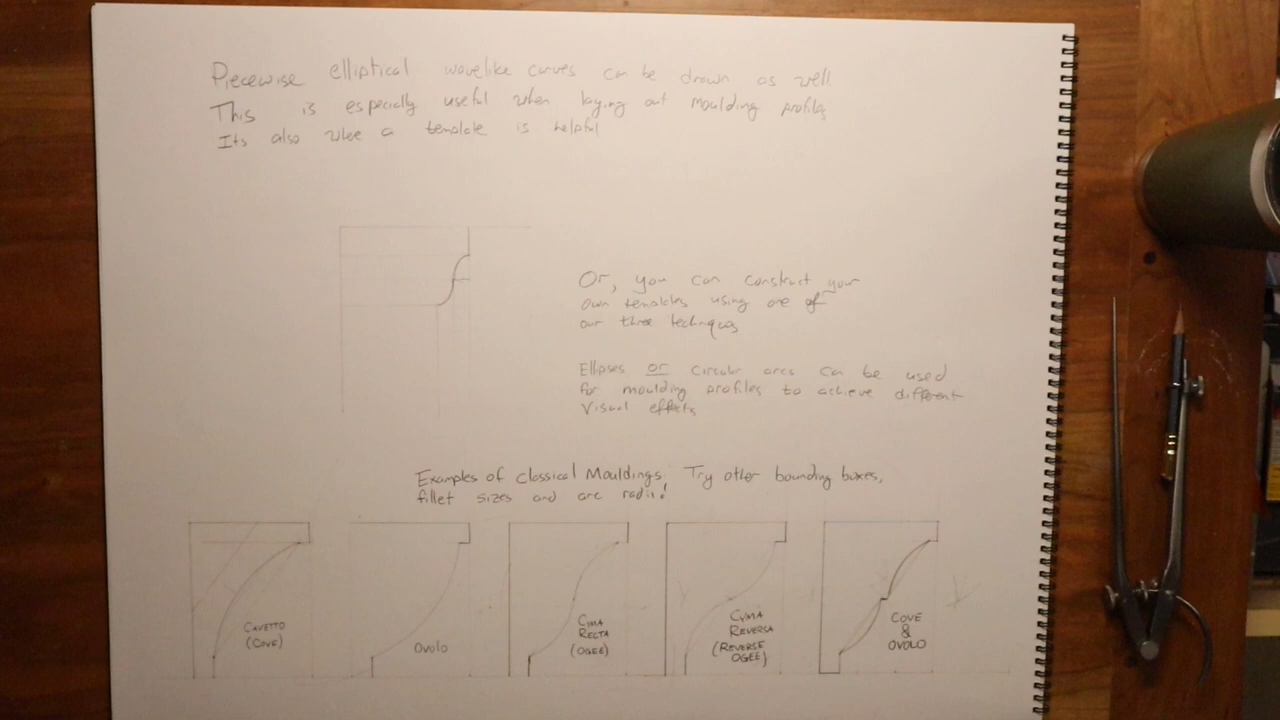 Piecewise elliptical wavelike curves can be drawn as well.
This is especially useful when laying out moulding profiles
Its also where a template is helpful
Or, you can construct your
own templates using one of
our three techniques
Ellipses or circular arcs can be used
for moulding profiles to achieve different
visual effects
Examples of Classical Mouldings. Try other bounding boxes,
fillet sizes and arc radii!
CAVETTO
(COVE)
OVOLO
CIMA
RECTA
(OGEE)
CYMA
REVERSA
(REVERSE
OGEE)
COVE
&
OVOLO